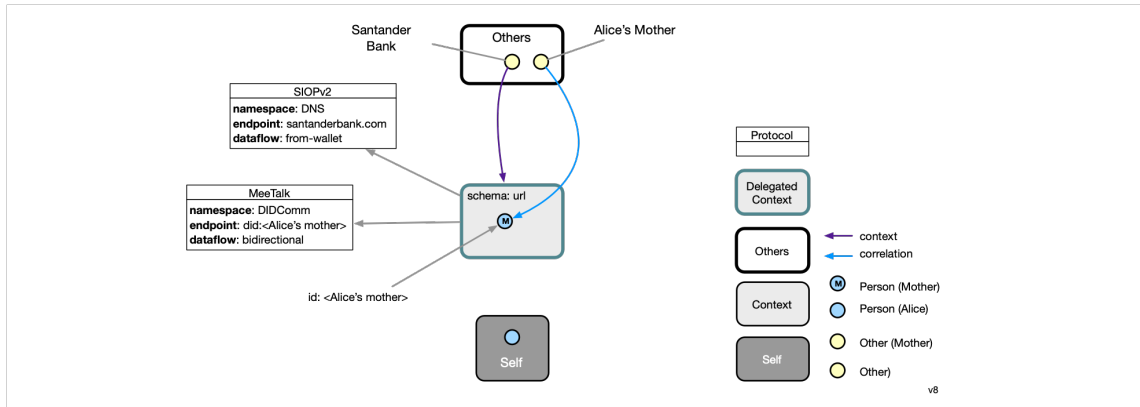 Santander
Bank
Others
Alice's Mother
SIOPv2
namespace: DNS
endpoint: santanderbank.com
dataflow: from-wallet
MeeTalk
namespace: DIDComm
endpoint: did:<Alice's mother>
dataflow: bidirectional
schema: url
M
id: <Alice's mother>
Self
Protocol
Delegated
Context
Others
context
correlation
Context
M
Person (Mother)
Person (Alice)
Self
Other (Mother)
Other)
v8